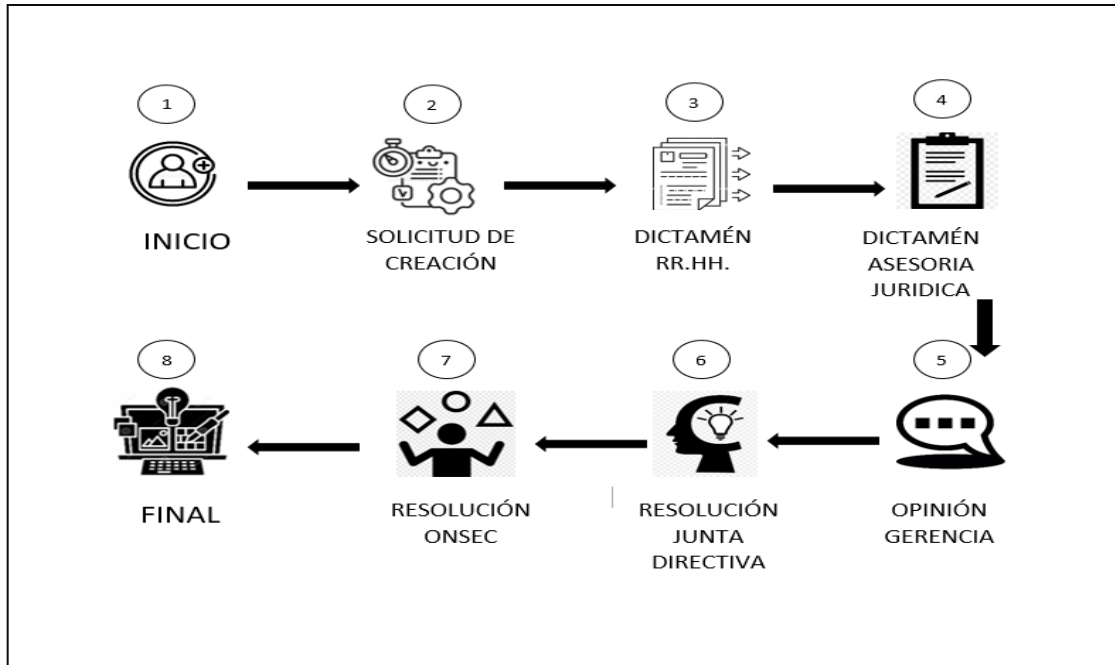 1
INICIO
2
SOLICITUD DE
CREACIÓN
3
DICTAMÉN
RR.HH.
4
DICTAMÉN
ASESORIA
JURIDICA
5
OPINIÓN
GERENCIA
6
RESOLUCIÓN
JUNTA
DIRECTIVA
7
RESOLUCIÓN
ONSEC
8
FINAL